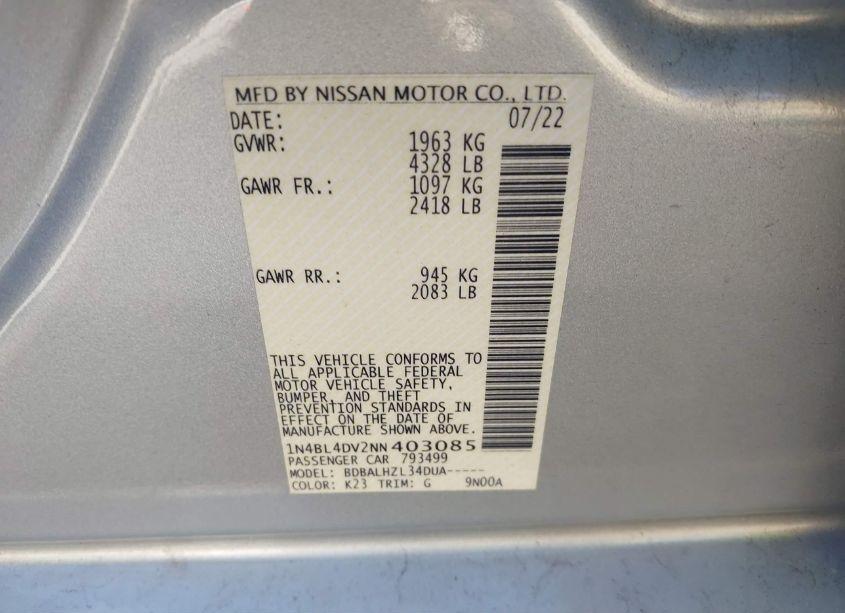 MFD BY NISSAN MOTOR CO., LTD.
DATE: 07/22
GVWR: 1963 KG
4328 LB
GAWR FR.: 1097 KG
2418 LB
GAWR RR.: 945 KG
2083 LB
THIS VEHICLE CONFORMS TO
ALL APPLICABLE FEDERAL
MOTOR VEHICLE SAFETY,
BUMPER, AND THEFT
PREVENTION STANDARDS IN
EFFECT ON THE DATE OF
MANUFACTURE SHOWN ABOVE.
1N4BL4DV2NN403085
PASSENGER CAR 793499
MODEL: BDBALHZL34DUA-----
COLOR: K23 TRIM: G 9N00A